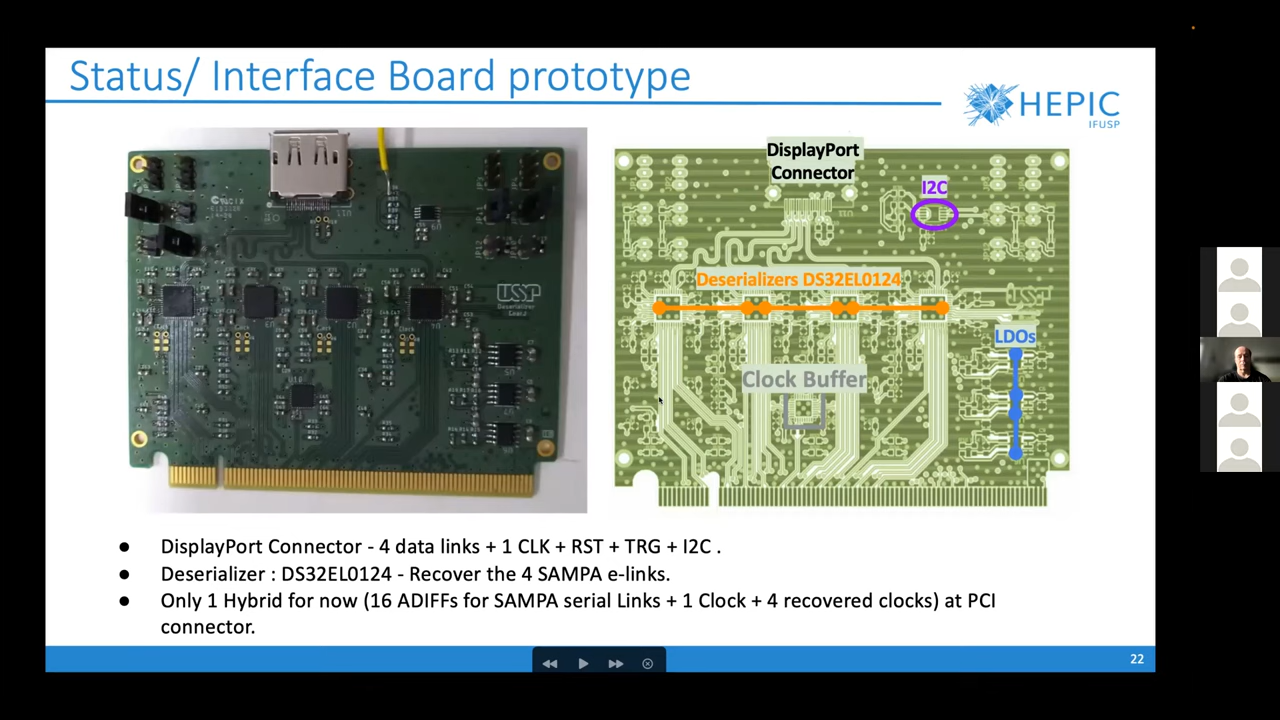 Status/ Interface Board prototype
HEPIC
IFUSP
DisplayPort
Connector
I2C
Deserializers DS32EL0124
LDOs
Clock Buffer
USP
Deserializer
● DisplayPort Connector - 4 data links + 1 CLK + RST + TRG + I2C .
● Deserializer : DS32EL0124 - Recover the 4 SAMPA e-links.
● Only 1 Hybrid for now (16 ADIFFs for SAMPA serial Links + 1 Clock + 4 recovered clocks) at PCI
connector.
22